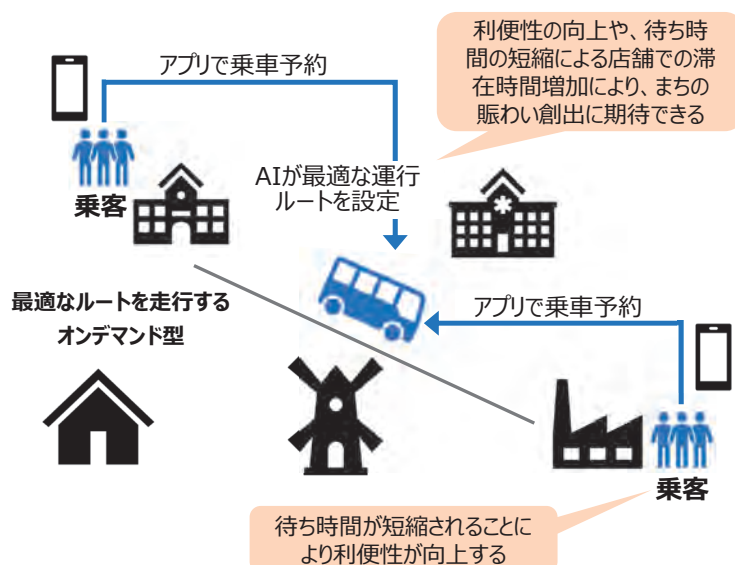 利便性の向上や、待ち時
間の短縮による店舗での滞
在時間増加により、まちの
賑わい創出に期待できる
アプリで乗車予約
乗客
AIが最適な運行
ルートを設定
最適なルートを走行する
オンデマンド型
アプリで乗車予約
乗客
待ち時間が短縮されることに
より利便性が向上する